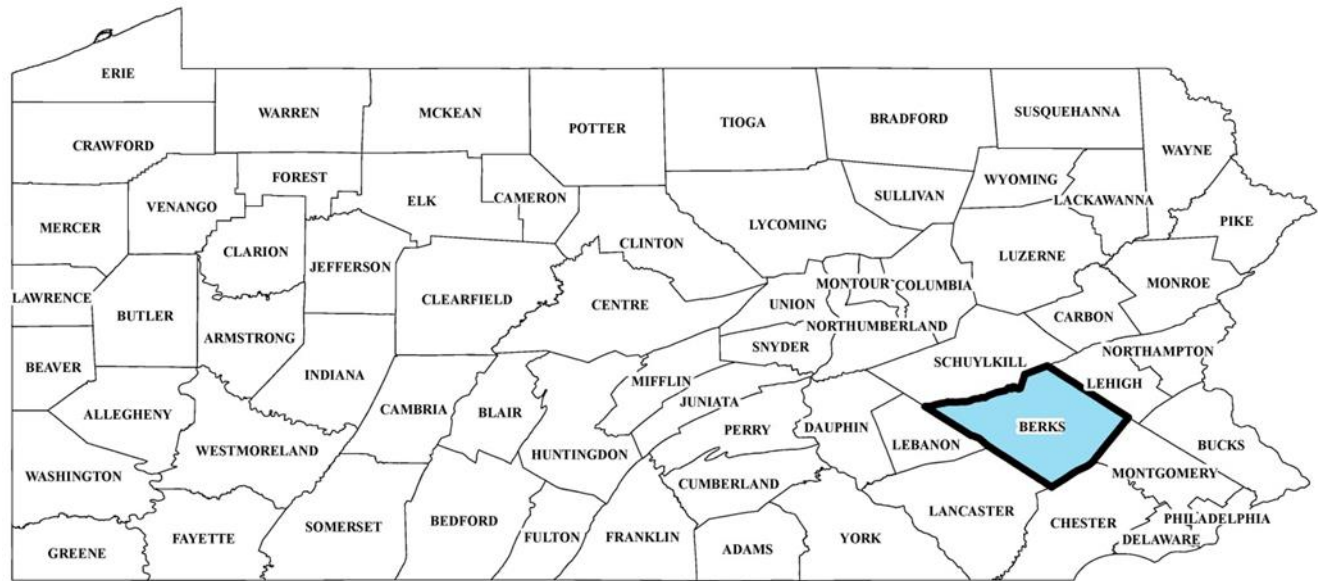 ERIE
WARREN
MCKEAN
POTTER
TIOGA
BRADFORD
SUSQUEHANNA
WAYNE
CRAWFORD
FOREST
ELK
CAMERON
SULLIVAN
WYOMING
LACKAWANNA
PIKE
MERCER
VENANGO
CLARION
JEFFERSON
CLINTON
LYCOMING
LUZERNE
MONROE
LAWRENCE
BUTLER
ARMSTRONG
CLEARFIELD
CENTRE
UNION
MONTOUR
COLUMBIA
CARBON
BEAVER
INDIANA
SNYDER
NORTHUMBERLAND
SCHUYLKILL
NORTHAMPTON
ALLEGHENY
CAMBRIA
BLAIR
MIFFLIN
JUNIATA
LEHIGH
WESTMORELAND
HUNTINGDON
PERRY
DAUPHIN
LEBANON
BERKS
BUCKS
WASHINGTON
CUMBERLAND
MONTGOMERY
GREENE
FAYETTE
SOMERSET
BEDFORD
FULTON
FRANKLIN
ADAMS
YORK
LANCASTER
CHESTER
DELAWARE
PHILADELPHIA